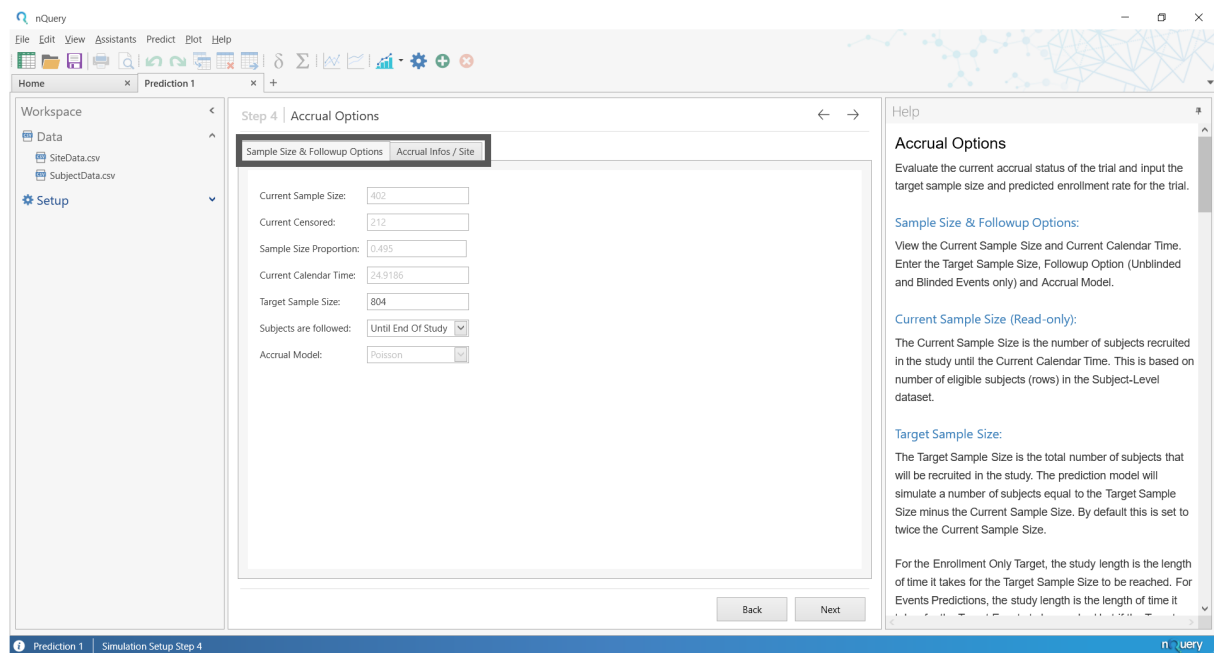 nQuery
File Edit View Assistants Predict Plot Help
Home × Prediction 1 × +
Workspace
Data
SiteData.csv
SubjectData.csv
Setup
Step 4 | Accrual Options
Sample Size & Followup Options Accrual Infos / Site
Current Sample Size: 402
Current Censored: 212
Sample Size Proportion: 0.495
Current Calendar Time: 24.9186
Target Sample Size: 804
Subjects are followed: Until End Of Study
Accrual Model: Poisson
Back Next
Help
Accrual Options
Evaluate the current accrual status of the trial and input the
target sample size and predicted enrollment rate for the trial.
Sample Size & Followup Options:
View the Current Sample Size and Current Calendar Time.
Enter the Target Sample Size, Followup Option (Unblinded
and Blinded Events only) and Accrual Model.
Current Sample Size (Read-only):
The Current Sample Size is the number of subjects recruited
in the study until the Current Calendar Time. This is based on
number of eligible subjects (rows) in the Subject-Level
dataset.
Target Sample Size:
The Target Sample Size is the total number of subjects that
will be recruited in the study. The prediction model will
simulate a number of subjects equal to the Target Sample
Size minus the Current Sample Size. By default this is set to
twice the Current Sample Size.
For the Enrollment Only Target, the study length is the length
of time it takes for the Target Sample Size to be reached. For
Events Predictions, the study length is the length of time it
Prediction 1 | Simulation Setup Step 4
nQuery